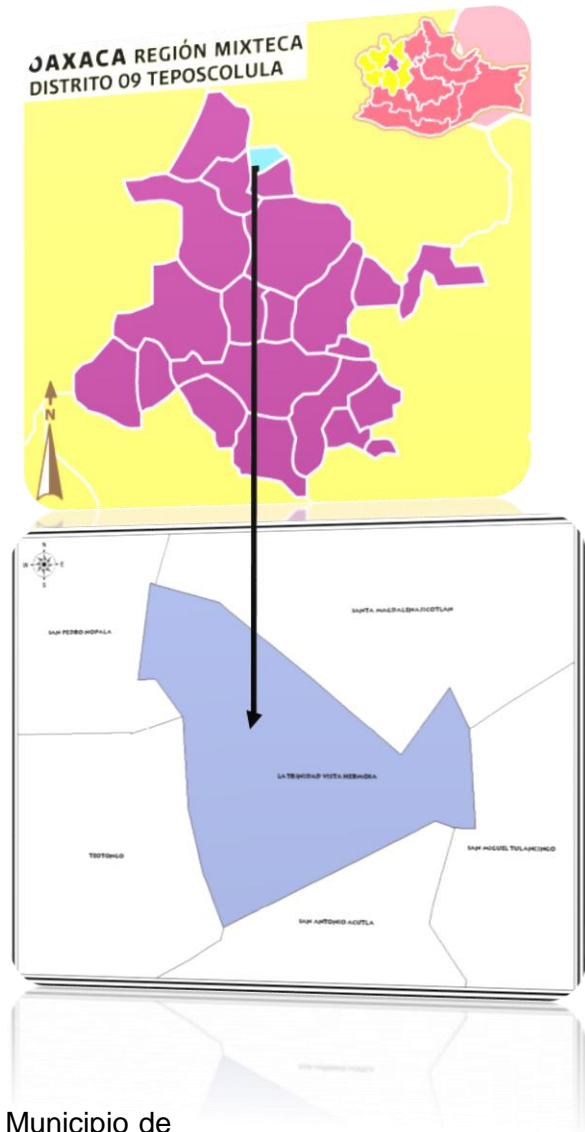 OAXACA REGIÓN MIXTECA
DISTRITO 09 TEPOSCOLULA
N
N
W E
S
SAN PEDRO NOPALA
SANTA MAGDALENA JICOTLAN
LA TRINIDAD VISTA HERMOSA
TEOTONGO
SAN MIGUEL TULANCINGO
SAN ANTONIO ACUTLA
Municipio de